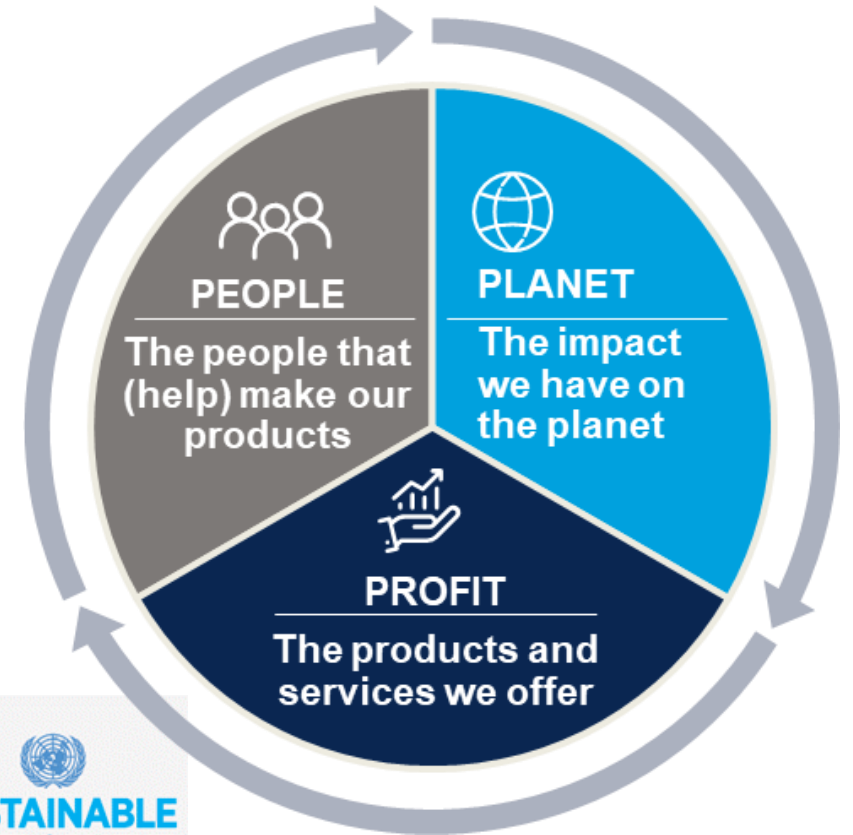 PEOPLE
The people that
(help) make our
products
PLANET
The impact
we have on
the planet
PROFIT
The products and
services we offer
TAINABLE